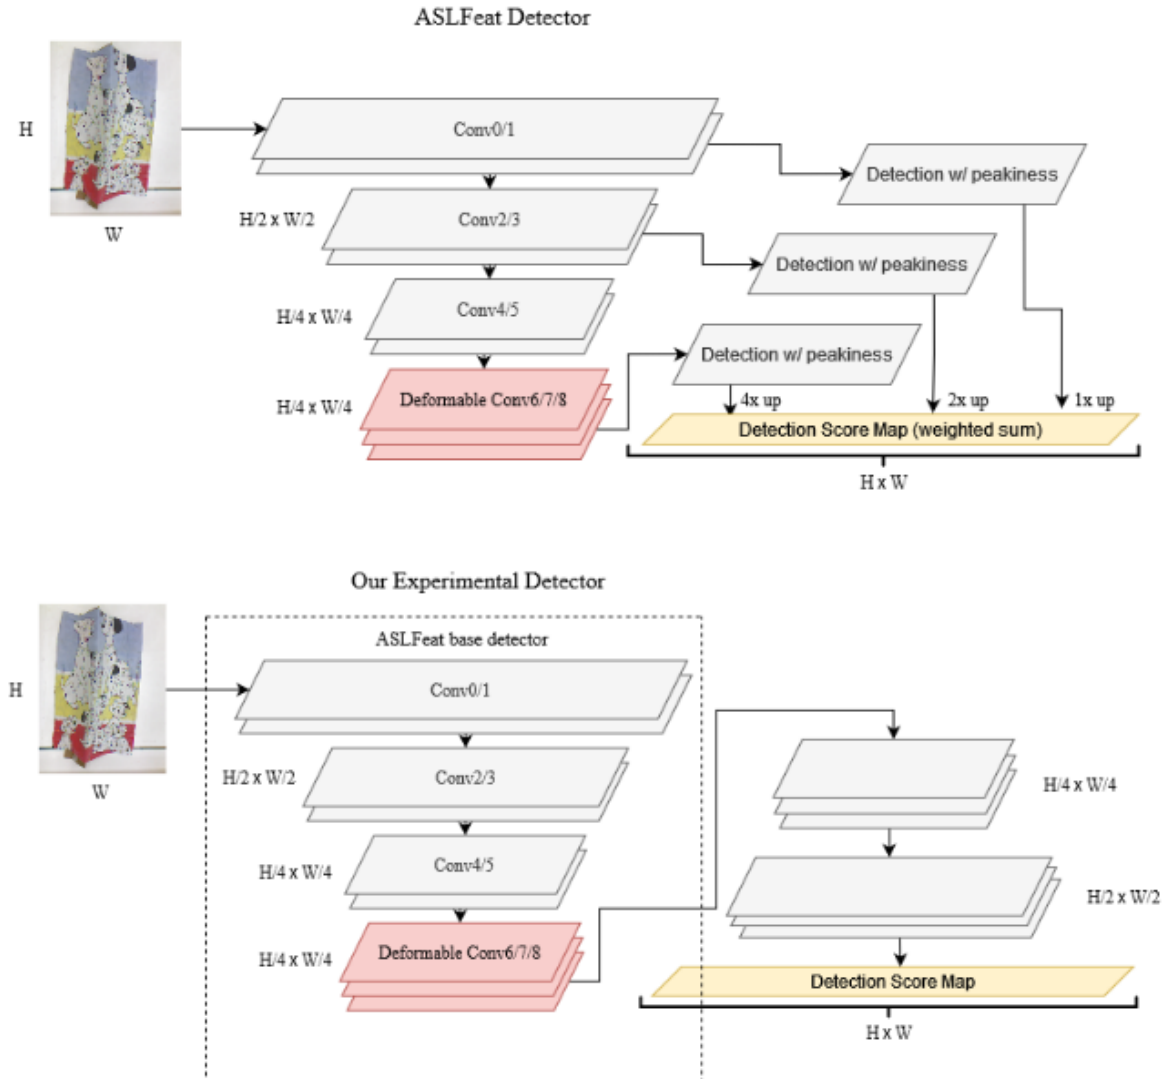 ASLFeat Detector
H
W
Conv0/1
Detection w/ peakiness
H/2 x W/2
Conv2/3
Detection w/ peakiness
H/4 x W/4
Conv4/5
Detection w/ peakiness
H/4 x W/4
Deformable Conv6/7/8
4x up
2x up
1x up
Detection Score Map (weighted sum)
H x W
Our Experimental Detector
ASLFeat base detector
H
W
Conv0/1
H/2 x W/2
Conv2/3
H/4 x W/4
H/4 x W/4
Conv4/5
H/2 x W/2
H/4 x W/4
Deformable Conv6/7/8
Detection Score Map
H x W